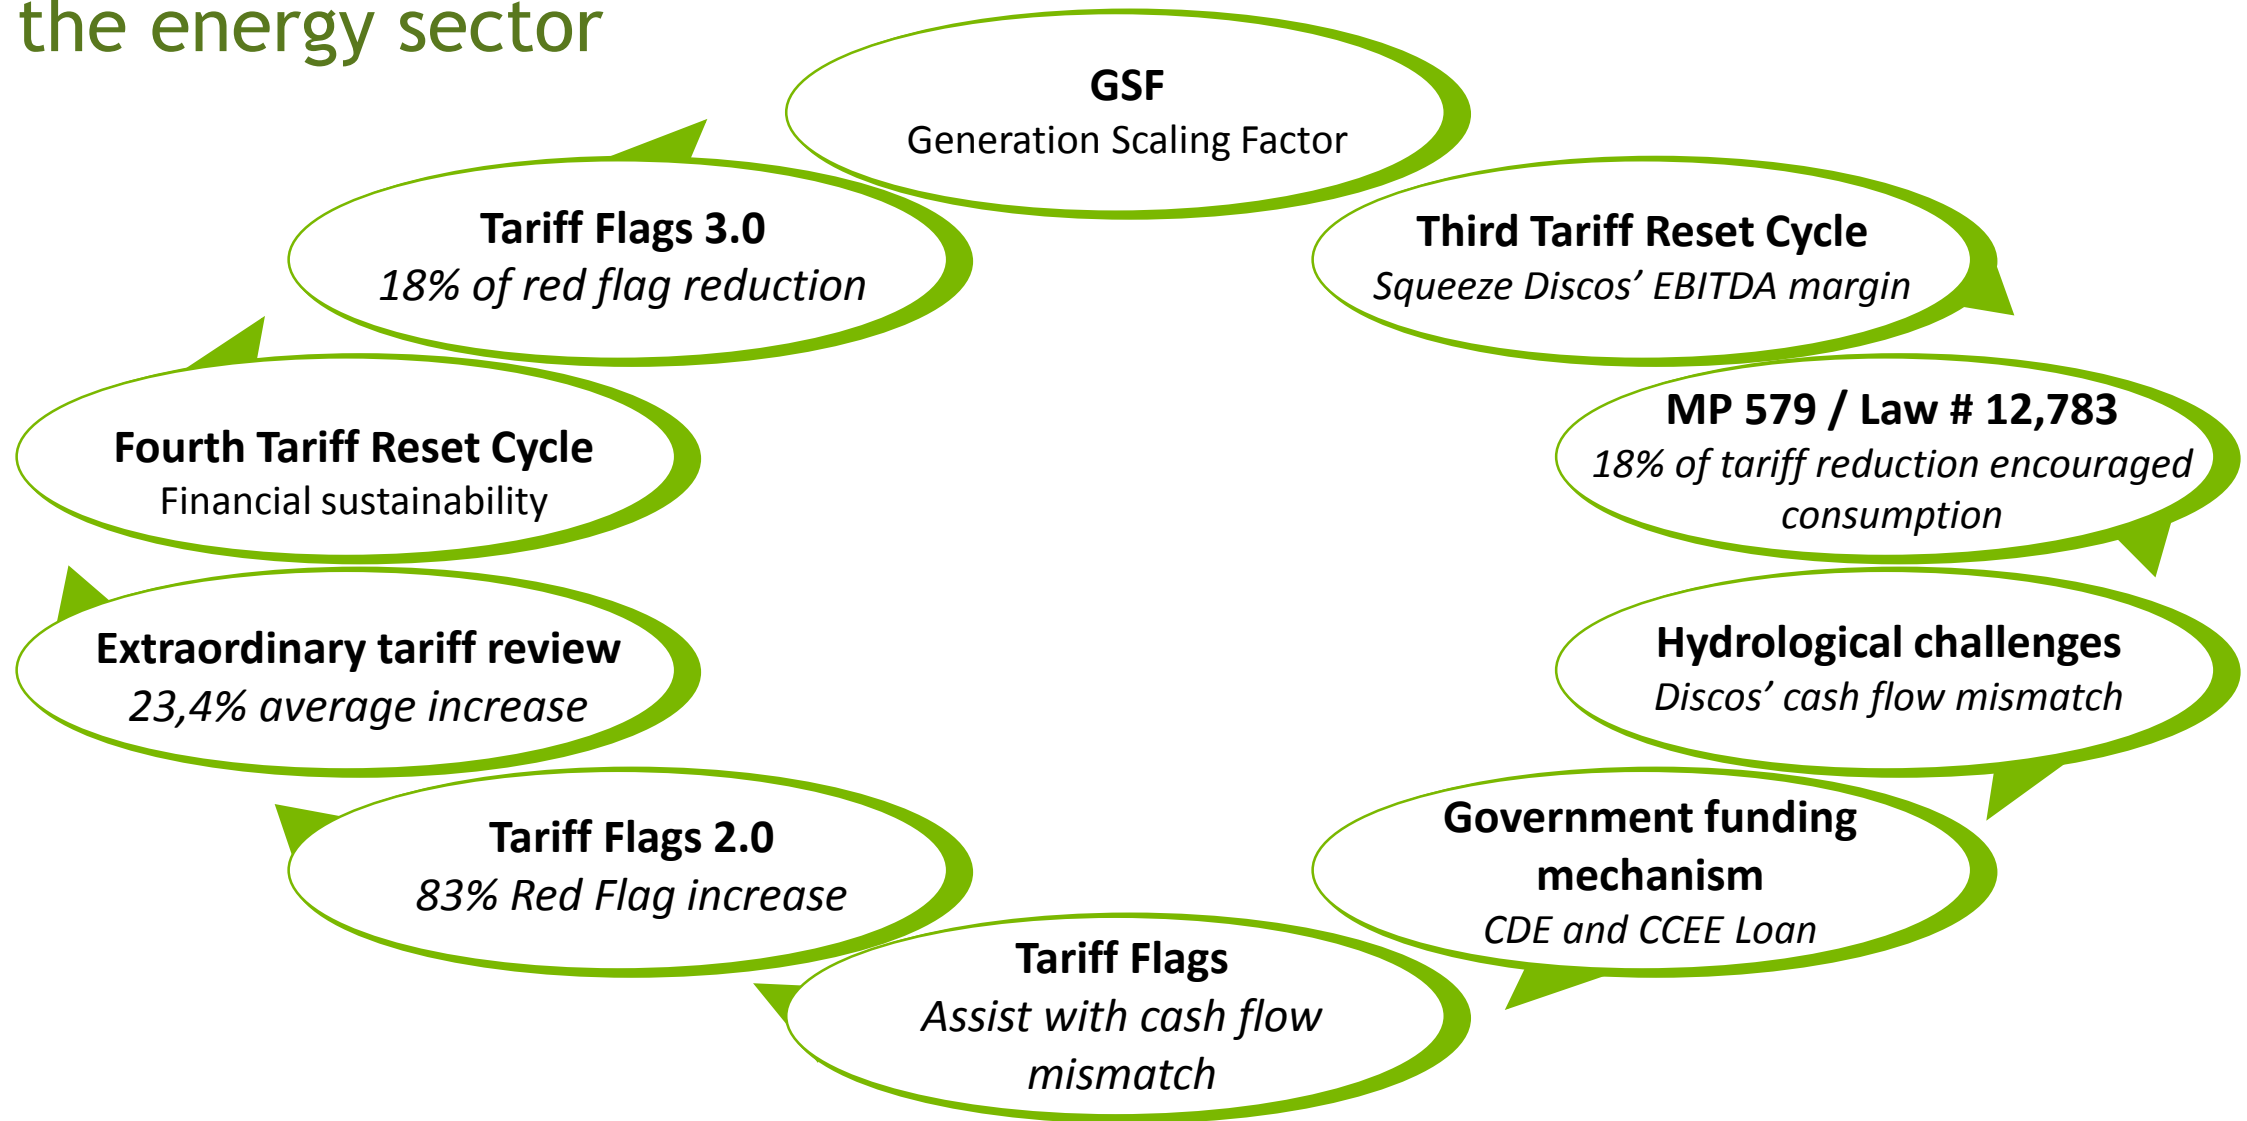 the energy sector
GSF
Generation Scaling Factor
Third Tariff Reset Cycle
Squeeze Discos’ EBITDA margin
MP 579 / Law # 12,783
18% of tariff reduction encouraged
consumption
Hydrological challenges
Discos’ cash flow mismatch
Government funding
mechanism
CDE and CCEE Loan
Tariff Flags
Assist with cash flow
mismatch
Tariff Flags 2.0
83% Red Flag increase
Extraordinary tariff review
23,4% average increase
Fourth Tariff Reset Cycle
Financial sustainability
Tariff Flags 3.0
18% of red flag reduction